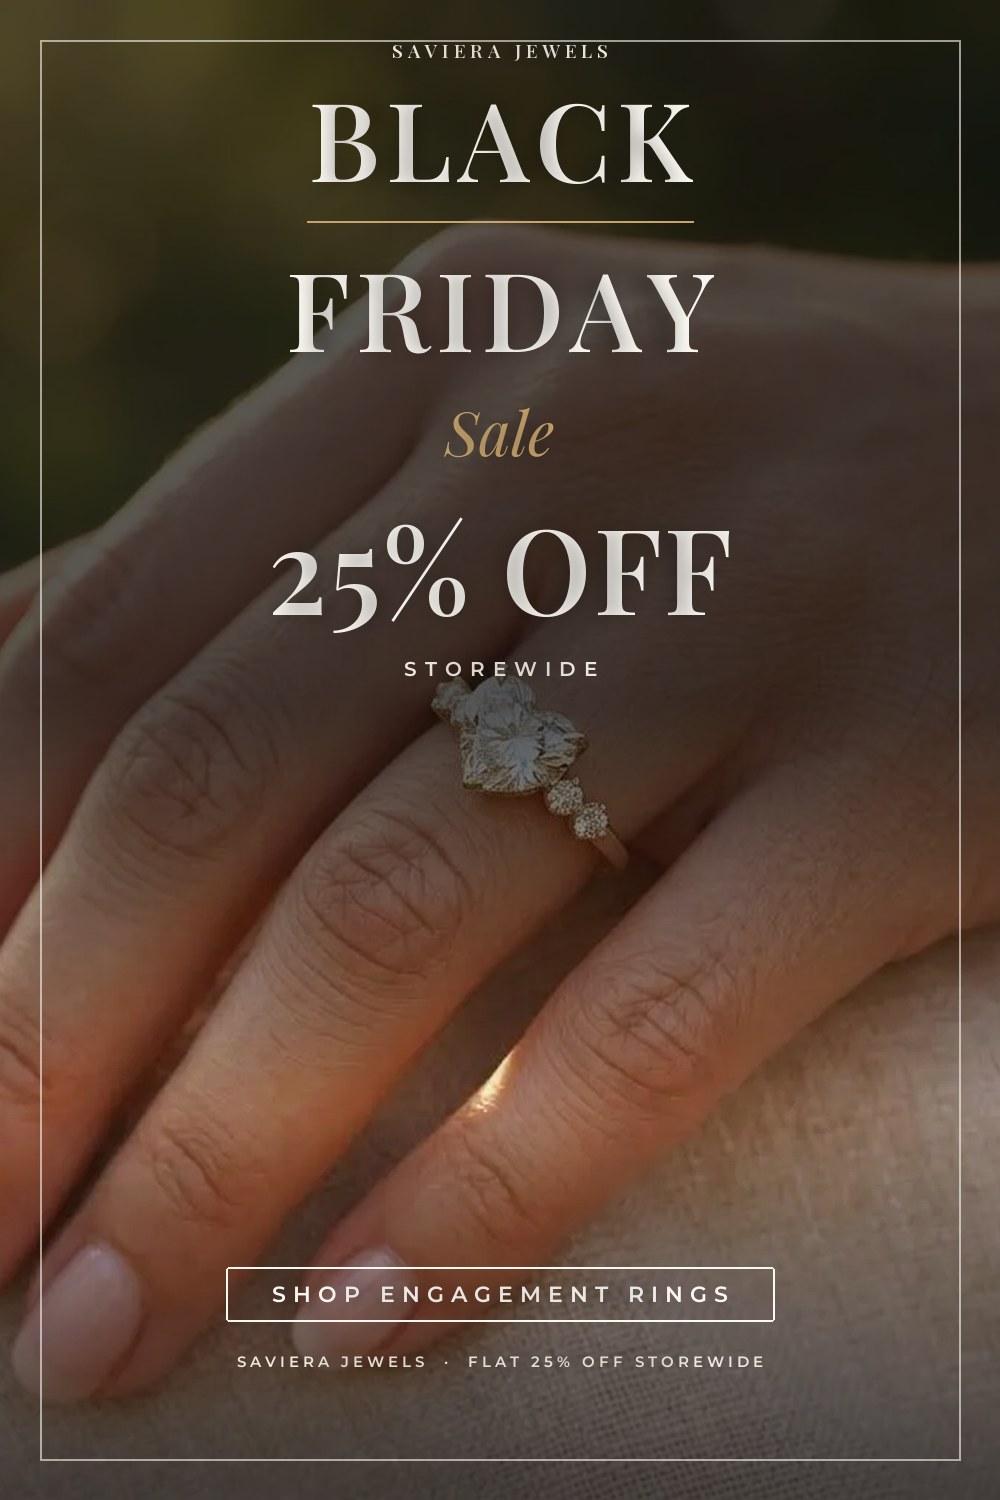 SAVIERA JEWELS
BLACK
FRIDAY
Sale
25% OFF
STOREWIDE
SHOP ENGAGEMENT RINGS
SAVIERA JEWELS · FLAT 25% OFF STOREWIDE